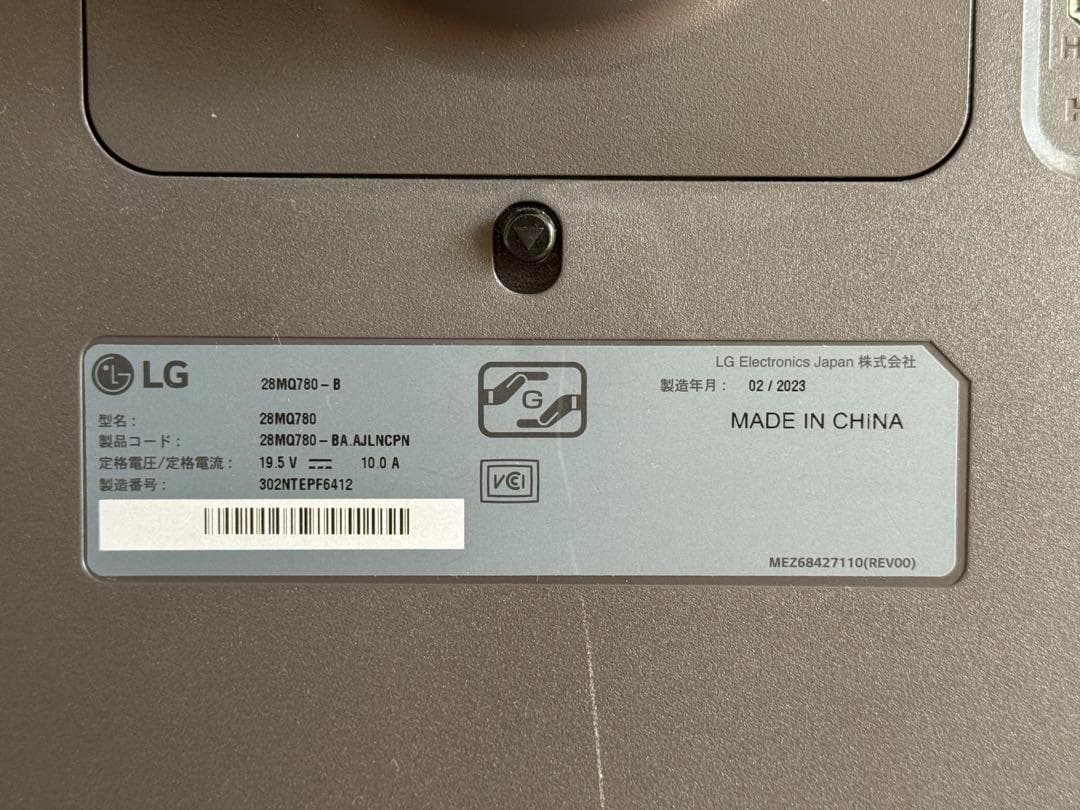 LG
28MQ780-B
型名: 28MQ780
製品コード: 28MQ780-BA.AJLNCPN
定格電圧/定格電流: 19.5 V ⎓ 10.0 A
製造番号: 302NTEPF6412
G
VCI
LG Electronics Japan 株式会社
製造年月: 02 / 2023
MADE IN CHINA
MEZ68427110(REV00)
H
H